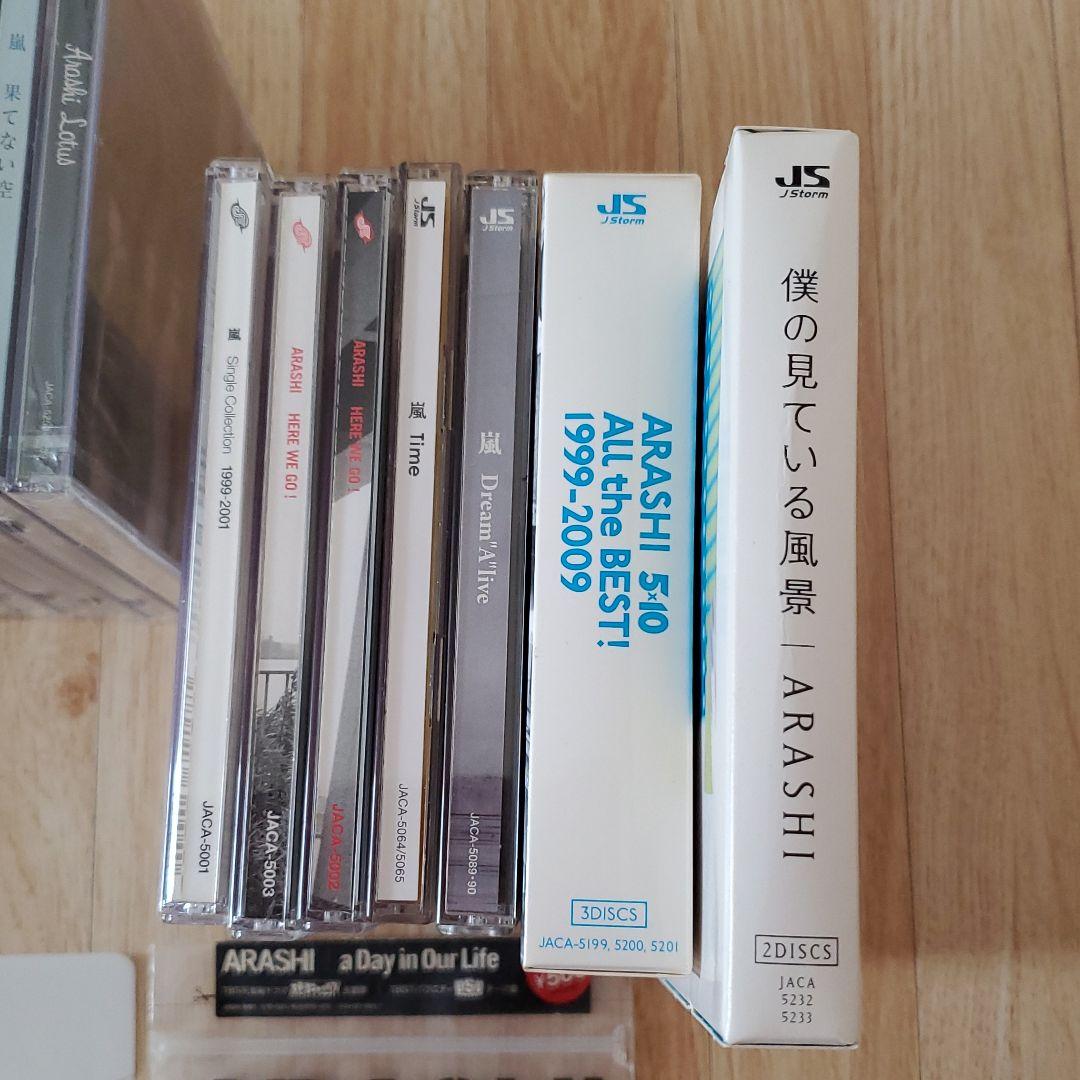 嵐 果てない空
Arashi Lotus
嵐 Single Collection 1999-2001
JACA-5001
ARASHI HERE WE GO!
JACA-5003
ARASHI HERE WE GO!
JACA-5002
JS
J Storm
嵐 Time
JACA-5064/5065
JS
J Storm
嵐 Dream"A"live
JACA-5089•90
JS
J Storm
ARASHI 5×10
All the BEST!
1999-2009
3DISCS
JACA-5199, 5200, 5201
JS
J Storm
僕の見ている風景 | ARASHI
2DISCS
JACA
5232
5233
ARASHI a Day in Our Life